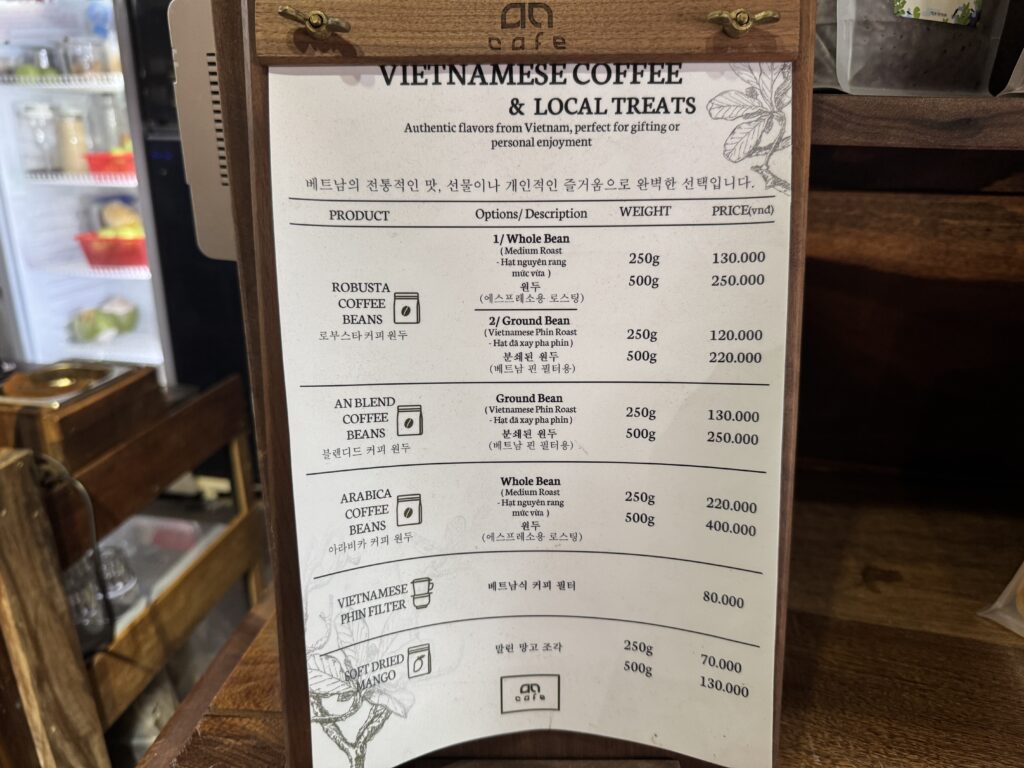 an
cafe
VIETNAMESE COFFEE
& LOCAL TREATS
Authentic flavors from Vietnam, perfect for gifting or
personal enjoyment
베트남의 전통적인 맛, 선물이나 개인적인 즐거움으로 완벽한 선택입니다.
PRODUCT Options/ Description WEIGHT PRICE(vnđ)
ROBUSTA
COFFEE
BEANS
로부스타 커피 원두
1/ Whole Bean
( Medium Roast
- Hạt nguyên rang
mức vừa )
원두
(에스프레소용 로스팅)
250g 130.000
500g 250.000
2/ Ground Bean
(Vietnamese Phin Roast
- Hạt đã xay pha phin )
분쇄된 원두
(베트남 핀 필터용)
250g 120.000
500g 220.000
AN BLEND
COFFEE
BEANS
블렌디드 커피 원두
Ground Bean
( Vietnamese Phin Roast
- Hạt đã xay pha phin )
분쇄된 원두
(베트남 핀 필터용)
250g 130.000
500g 250.000
ARABICA
COFFEE
BEANS
아라비카 커피 원두
Whole Bean
( Medium Roast
- Hạt nguyên rang
mức vừa )
원두
(에스프레소용 로스팅)
250g 220.000
500g 400.000
VIETNAMESE
PHIN FILTER
베트남식 커피 필터
80.000
SOFT DRIED
MANGO
말린 망고 조각
250g 70.000
500g 130.000
an
cafe